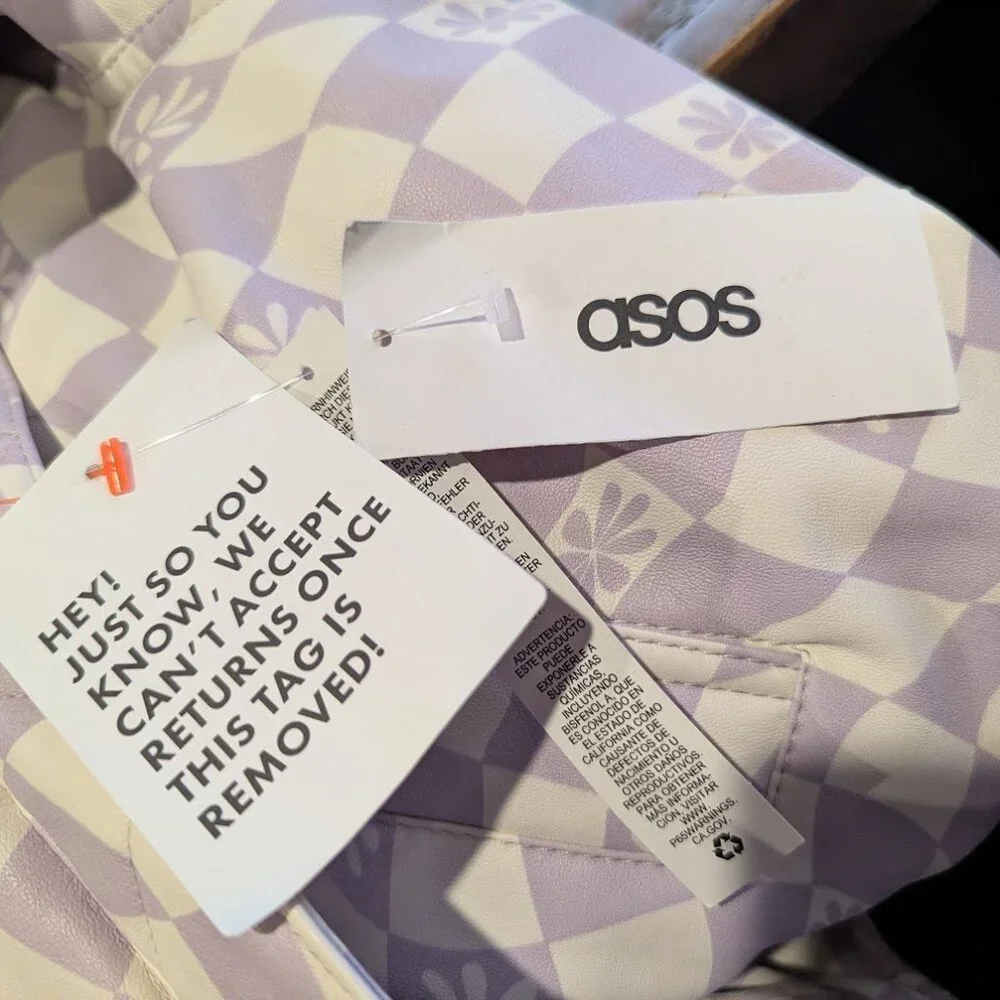 asos
HEY!
JUST SO YOU
KNOW, WE
CAN'T ACCEPT
RETURNS ONCE
THIS TAG IS
REMOVED!
ADVERTENCIA:
ESTE PRODUCTO
PUEDE
EXPONERLE A
SUSTANCIAS
QUÍMICAS,
INCLUYENDO
BISFENOL A, QUE
ES CONOCIDO EN
EL ESTADO DE
CALIFORNIA COMO
CAUSANTE DE
DEFECTOS DE
NACIMIENTO U
OTROS DAÑOS
REPRODUCTIVOS.
PARA OBTENER
MÁS INFORMA-
CIÓN, VISITAR
WWW.
P65WARNINGS.
CA.GOV.